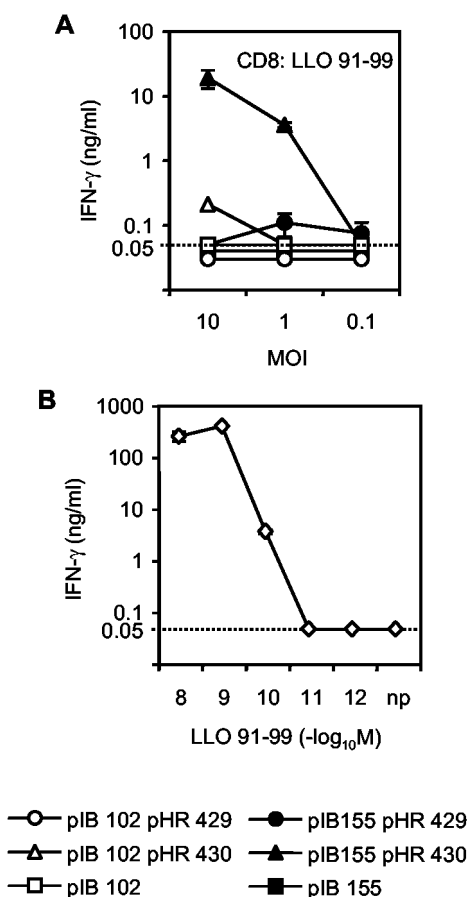 A
CD8: LLO 91-99
IFN-γ (ng/ml)
100
10
1
0.1
0.05
10 1 0.1
MOI
B
IFN-γ (ng/ml)
1000
100
10
1
0.1
0.05
8 9 10 11 12 np
LLO 91-99 (-log₁₀M)
pIB 102 pHR 429 pIB155 pHR 429
pIB 102 pHR 430 pIB155 pHR 430
pIB 102 pIB 155